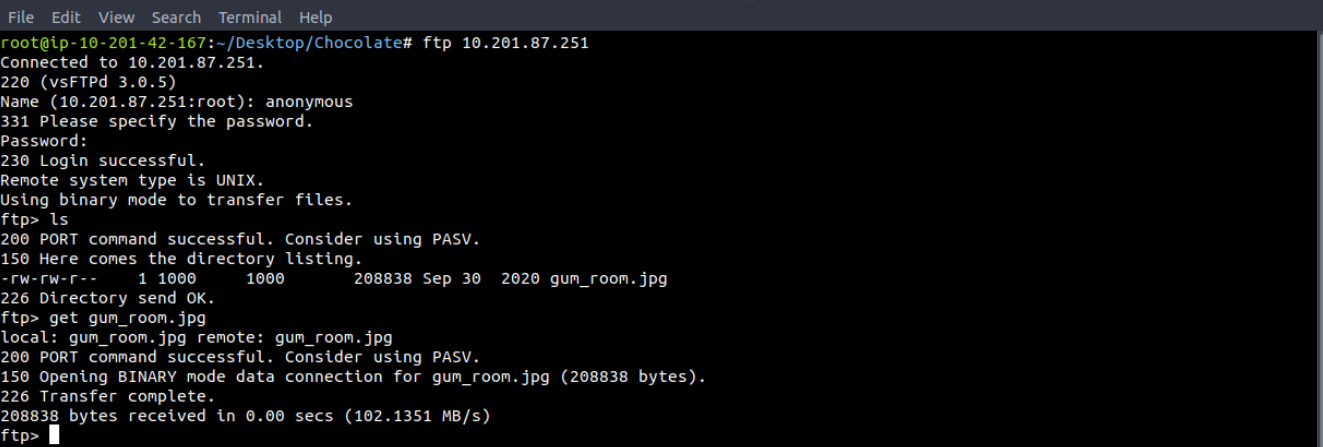 File Edit View Search Terminal Help
root@ip-10-201-42-167:~/Desktop/Chocolate# ftp 10.201.87.251
Connected to 10.201.87.251.
220 (vsFTPd 3.0.5)
Name (10.201.87.251:root): anonymous
331 Please specify the password.
Password:
230 Login successful.
Remote system type is UNIX.
Using binary mode to transfer files.
ftp> ls
200 PORT command successful. Consider using PASV.
150 Here comes the directory listing.
-rw-rw-r--    1 1000     1000       208838 Sep 30  2020 gum_room.jpg
226 Directory send OK.
ftp> get gum_room.jpg
local: gum_room.jpg remote: gum_room.jpg
200 PORT command successful. Consider using PASV.
150 Opening BINARY mode data connection for gum_room.jpg (208838 bytes).
226 Transfer complete.
208838 bytes received in 0.00 secs (102.1351 MB/s)
ftp>